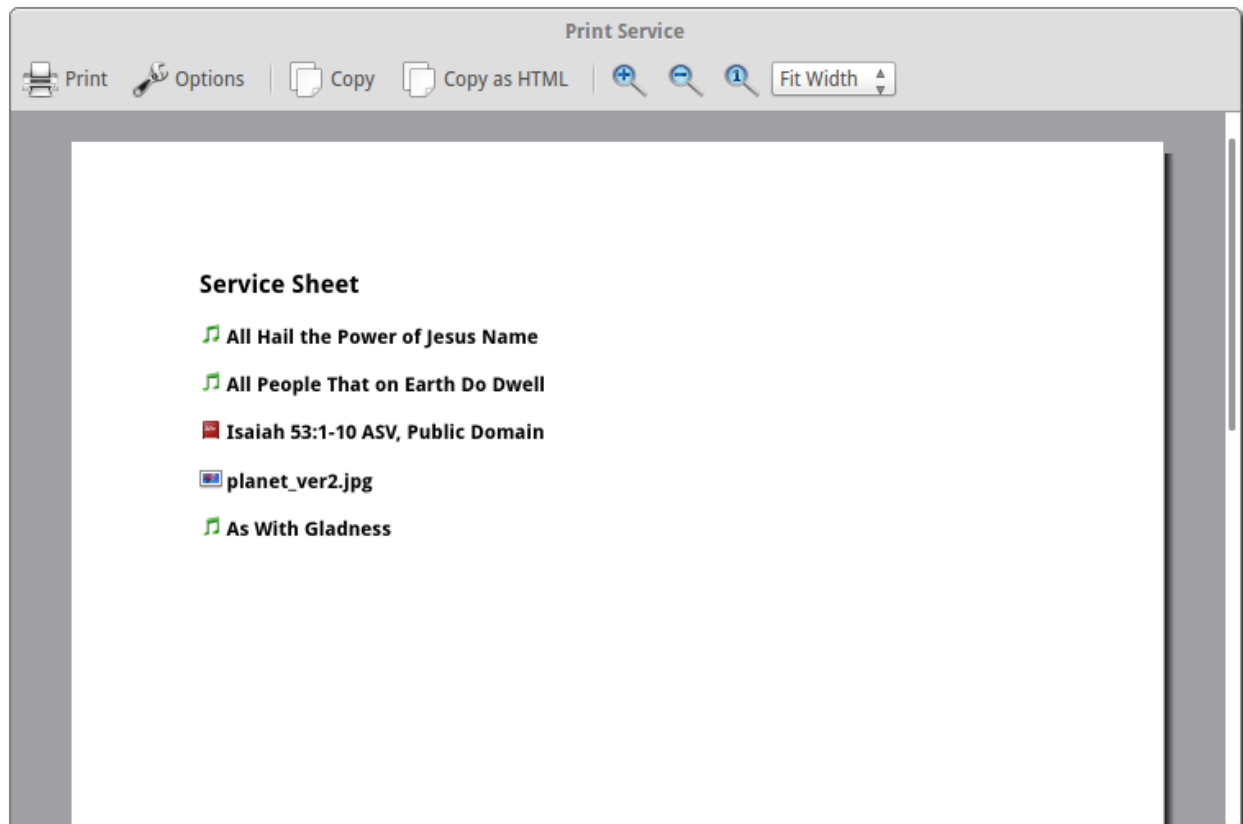 Print Service
Print Options Copy Copy as HTML 1 Fit Width
Service Sheet
All Hail the Power of Jesus Name
All People That on Earth Do Dwell
Isaiah 53:1-10 ASV, Public Domain
planet_ver2.jpg
As With Gladness